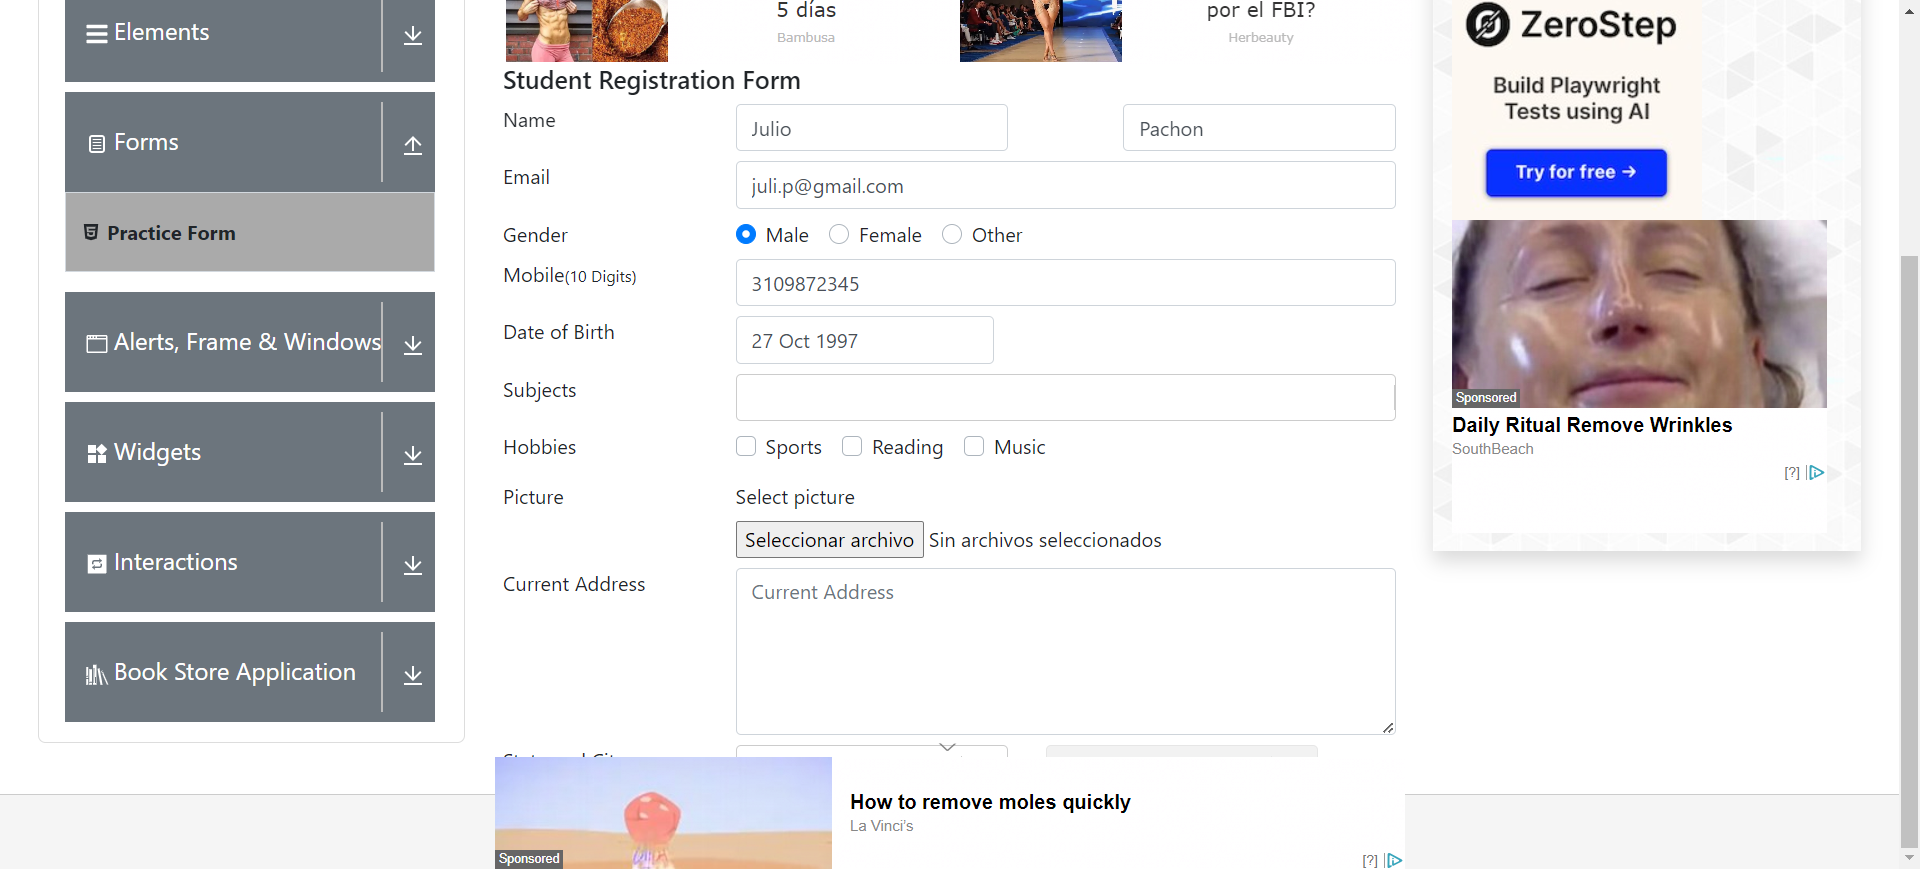 Elements
Forms
Practice Form
Alerts, Frame & Windows
Widgets
Interactions
Book Store Application
5 días
Bambusa
por el FBI?
Herbeauty
Student Registration Form
Name
Julio
Pachon
Email
juli.p@gmail.com
Gender
Male
Female
Other
Mobile(10 Digits)
3109872345
Date of Birth
27 Oct 1997
Subjects
Hobbies
Sports
Reading
Music
Picture
Select picture
Seleccionar archivo Sin archivos seleccionados
Current Address
Current Address
Sponsored
How to remove moles quickly
La Vinci's
[?]
ZeroStep
Build Playwright
Tests using AI
Try for free →
Sponsored
Daily Ritual Remove Wrinkles
SouthBeach
[?]